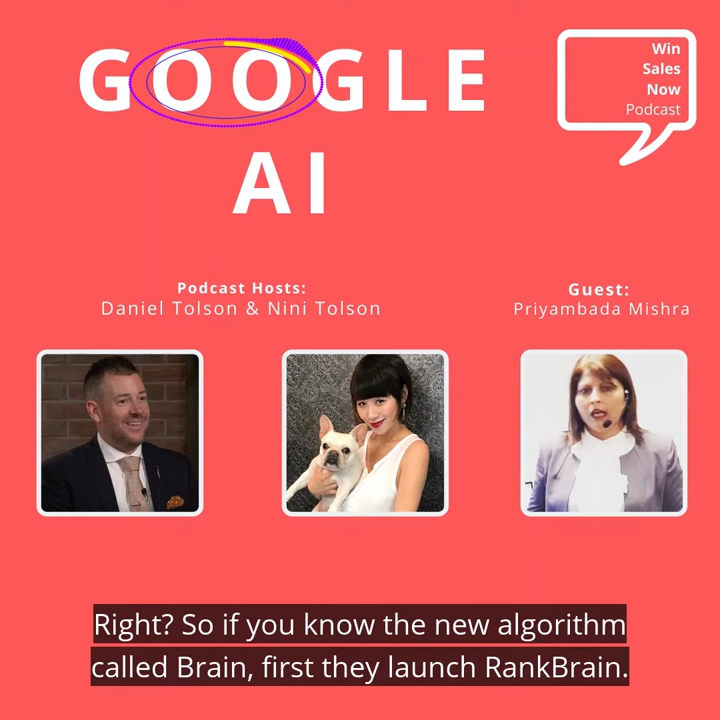 GOOGLE
AI
Win
Sales
Now
Podcast
Podcast Hosts:
Daniel Tolson & Nini Tolson
Guest:
Priyambada Mishra
Right? So if you know the new algorithm
called Brain, first they launch RankBrain.